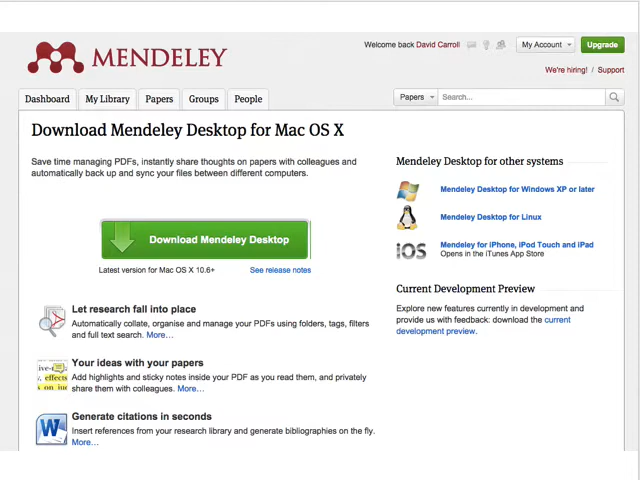 MENDELEY
Welcome back David Carroll
My Account
Upgrade
We're hiring! / Support
Dashboard
My Library
Papers
Groups
People
Papers
Search...
Download Mendeley Desktop for Mac OS X
Save time managing PDFs, instantly share thoughts on papers with colleagues and
automatically back up and sync your files between different computers.
Download Mendeley Desktop
Latest version for Mac OS X 10.6+
See release notes
Let research fall into place
Automatically collate, organise and manage your PDFs using folders, tags, filters
and full text search. More…
Your ideas with your papers
Add highlights and sticky notes inside your PDF as you read them, and privately
share them with colleagues. More…
Generate citations in seconds
Insert references from your research library and generate bibliographies on the fly.
More…
Mendeley Desktop for other systems
Mendeley Desktop for Windows XP or later
Mendeley Desktop for Linux
iOS
Mendeley for iPhone, iPod Touch and iPad
Opens in the iTunes App Store
Current Development Preview
Explore new features currently in development and
provide us with feedback: download the current
development preview.